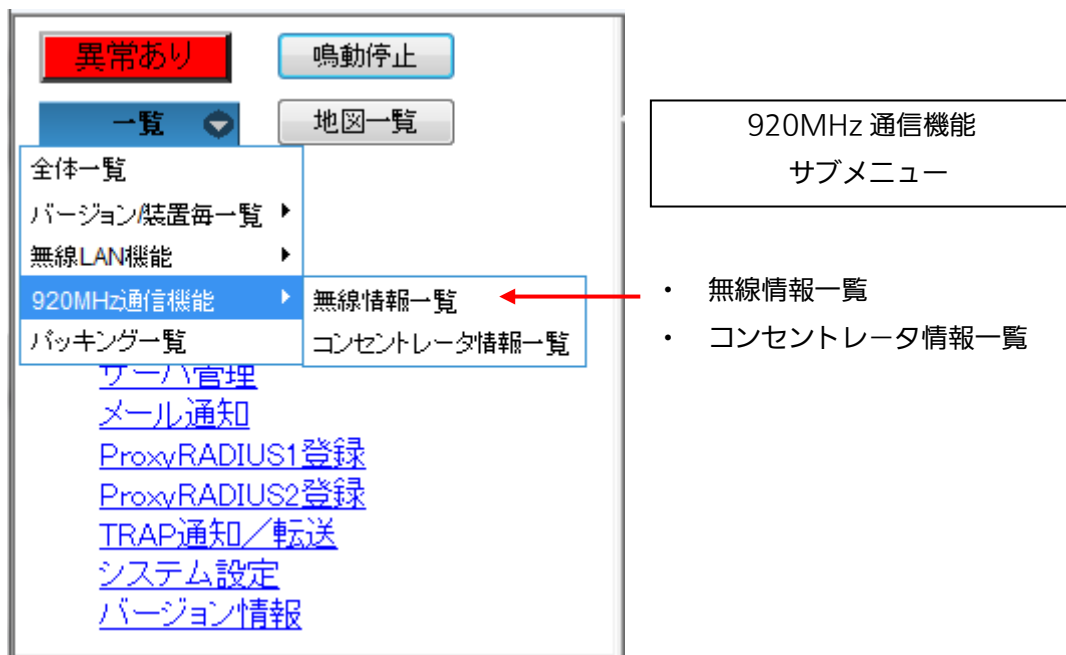 異常あり
鳴動停止
一覧
地図一覧
全体一覧
バージョン/装置毎一覧
無線LAN機能
920MHz通信機能
パッキング一覧
無線情報一覧
コンセントレータ情報一覧
サーバ管理
メール通知
ProxyRADIUS1登録
ProxyRADIUS2登録
TRAP通知／転送
システム設定
バージョン情報
920MHz 通信機能
サブメニュー
・ 無線情報一覧
・ コンセントレータ情報一覧